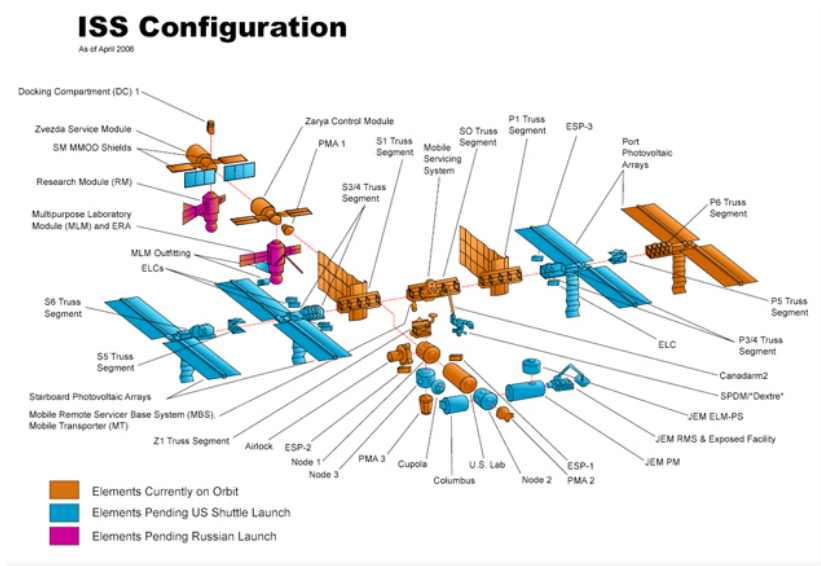 ISS Configuration
As of April 2006
Docking Compartment (DC) 1
Zvezda Service Module
SM MMOD Shields
Research Module (RM)
Multipurpose Laboratory
Module (MLM) and ERA
MLM Outfitting
ELCs
Zarya Control Module
PMA 1
S3/4 Truss
Segment
S1 Truss
Segment
Mobile
Servicing
System
SO Truss
Segment
P1 Truss
Segment
ESP-3
Port
Photovoltaic
Arrays
P6 Truss
Segment
P5 Truss
Segment
P3/4 Truss
Segment
ELC
Canadarm2
SPDM/"Dextre"
JEM ELM-PS
JEM RMS & Exposed Facility
JEM PM
S6 Truss
Segment
S5 Truss
Segment
Starboard Photovoltaic Arrays
Mobile Remote Servicer Base System (MBS).
Mobile Transporter (MT)
Z1 Truss Segment
Airlock
ESP-2
Node 1
Node 3
PMA 3
Cupola
Columbus
U.S. Lab
Node 2
ESP-1
PMA 2
Elements Currently on Orbit
Elements Pending US Shuttle Launch
Elements Pending Russian Launch